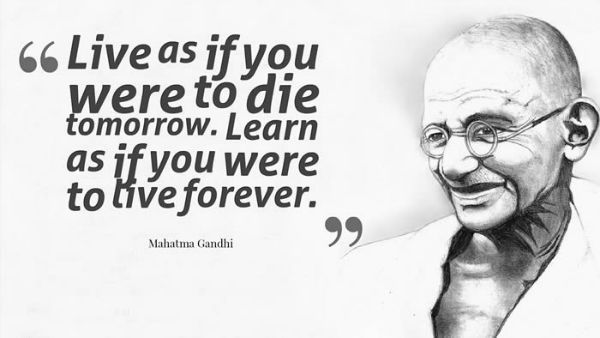 “ Live as if you
were to die
tomorrow. Learn
as if you were
to live forever.
”
Mahatma Gandhi